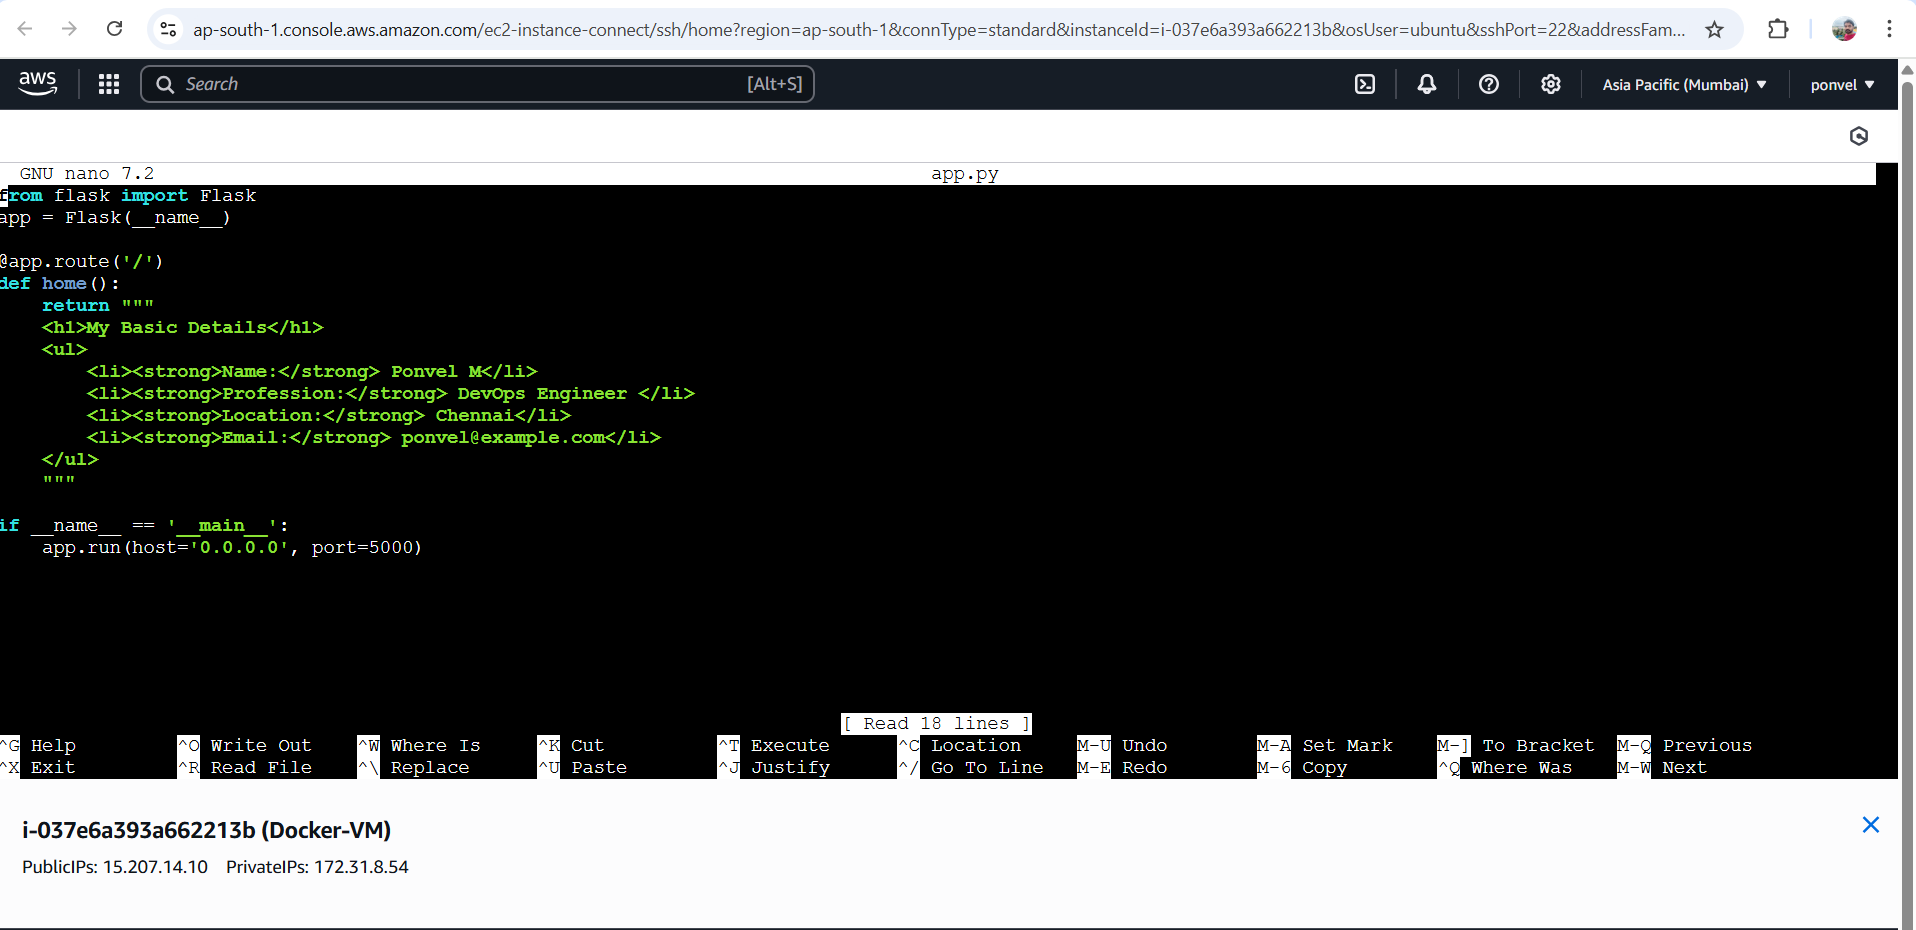 ap-south-1.console.aws.amazon.com/ec2-instance-connect/ssh/home?region=ap-south-1&connType=standard&instanceId=i-037e6a393a662213b&osUser=ubuntu&sshPort=22&addressFam...
aws Search [Alt+S] Asia Pacific (Mumbai) ponvel
GNU nano 7.2 app.py
from flask import Flask
app = Flask(__name__)
@app.route('/')
def home():
    return """
    <h1>My Basic Details</h1>
    <ul>
        <li><strong>Name:</strong> Ponvel M</li>
        <li><strong>Profession:</strong> DevOps Engineer </li>
        <li><strong>Location:</strong> Chennai</li>
        <li><strong>Email:</strong> ponvel@example.com</li>
    </ul>
    """
if __name__ == '__main__':
    app.run(host='0.0.0.0', port=5000)
[ Read 18 lines ]
^G Help ^O Write Out ^W Where Is ^K Cut ^T Execute ^C Location M-U Undo M-A Set Mark M-] To Bracket M-Q Previous
^X Exit ^R Read File ^\ Replace ^U Paste ^J Justify ^/ Go To Line M-E Redo M-6 Copy ^Q Where Was M-W Next
i-037e6a393a662213b (Docker-VM)
PublicIPs: 15.207.14.10 PrivateIPs: 172.31.8.54